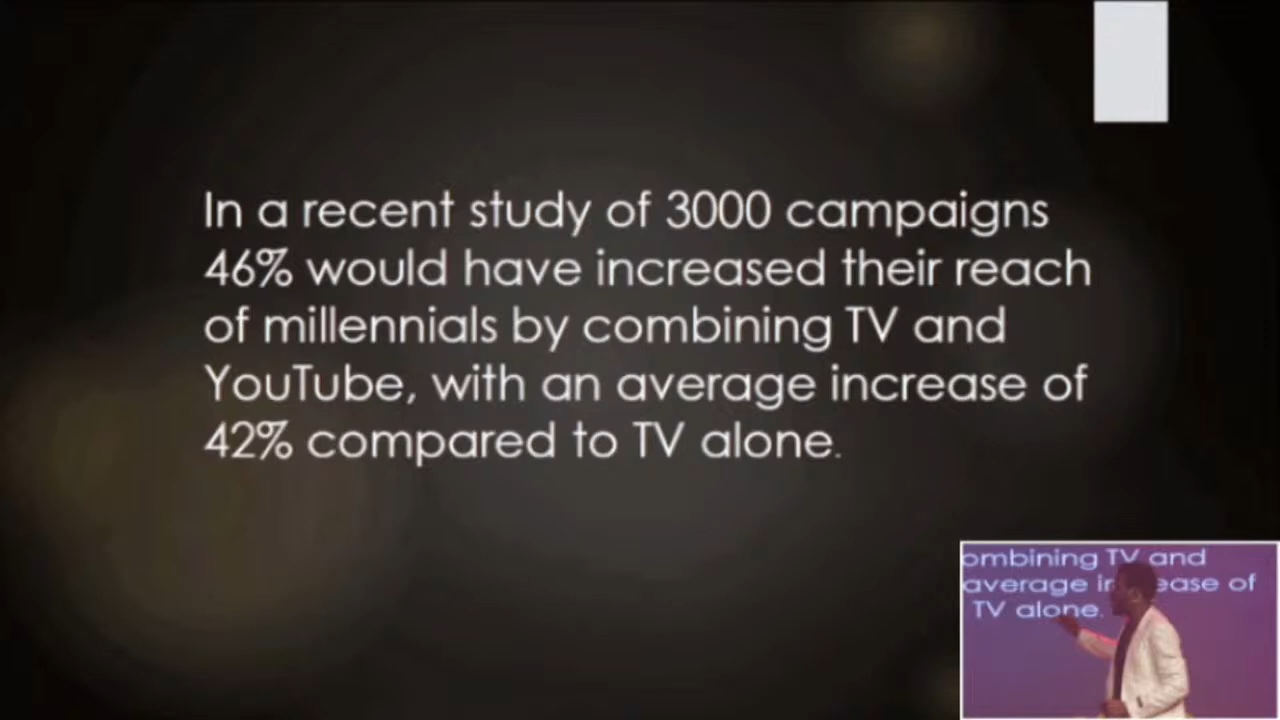 In a recent study of 3000 campaigns
46% would have increased their reach
of millennials by combining TV and
YouTube, with an average increase of
42% compared to TV alone.
ombining TV and
average in ease of
TV alone.